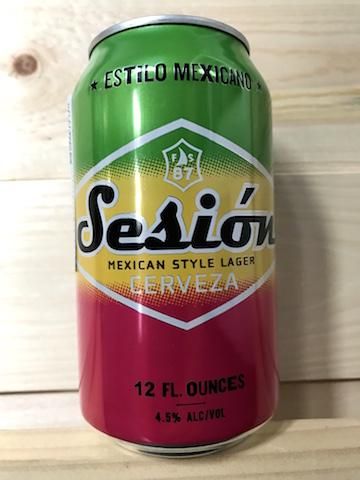 ★ ESTILO MEXICANO
F S
87
Sesión
MEXICAN STYLE LAGER
CERVEZA
12 FL. OUNCES
4.5% ALC/VOL